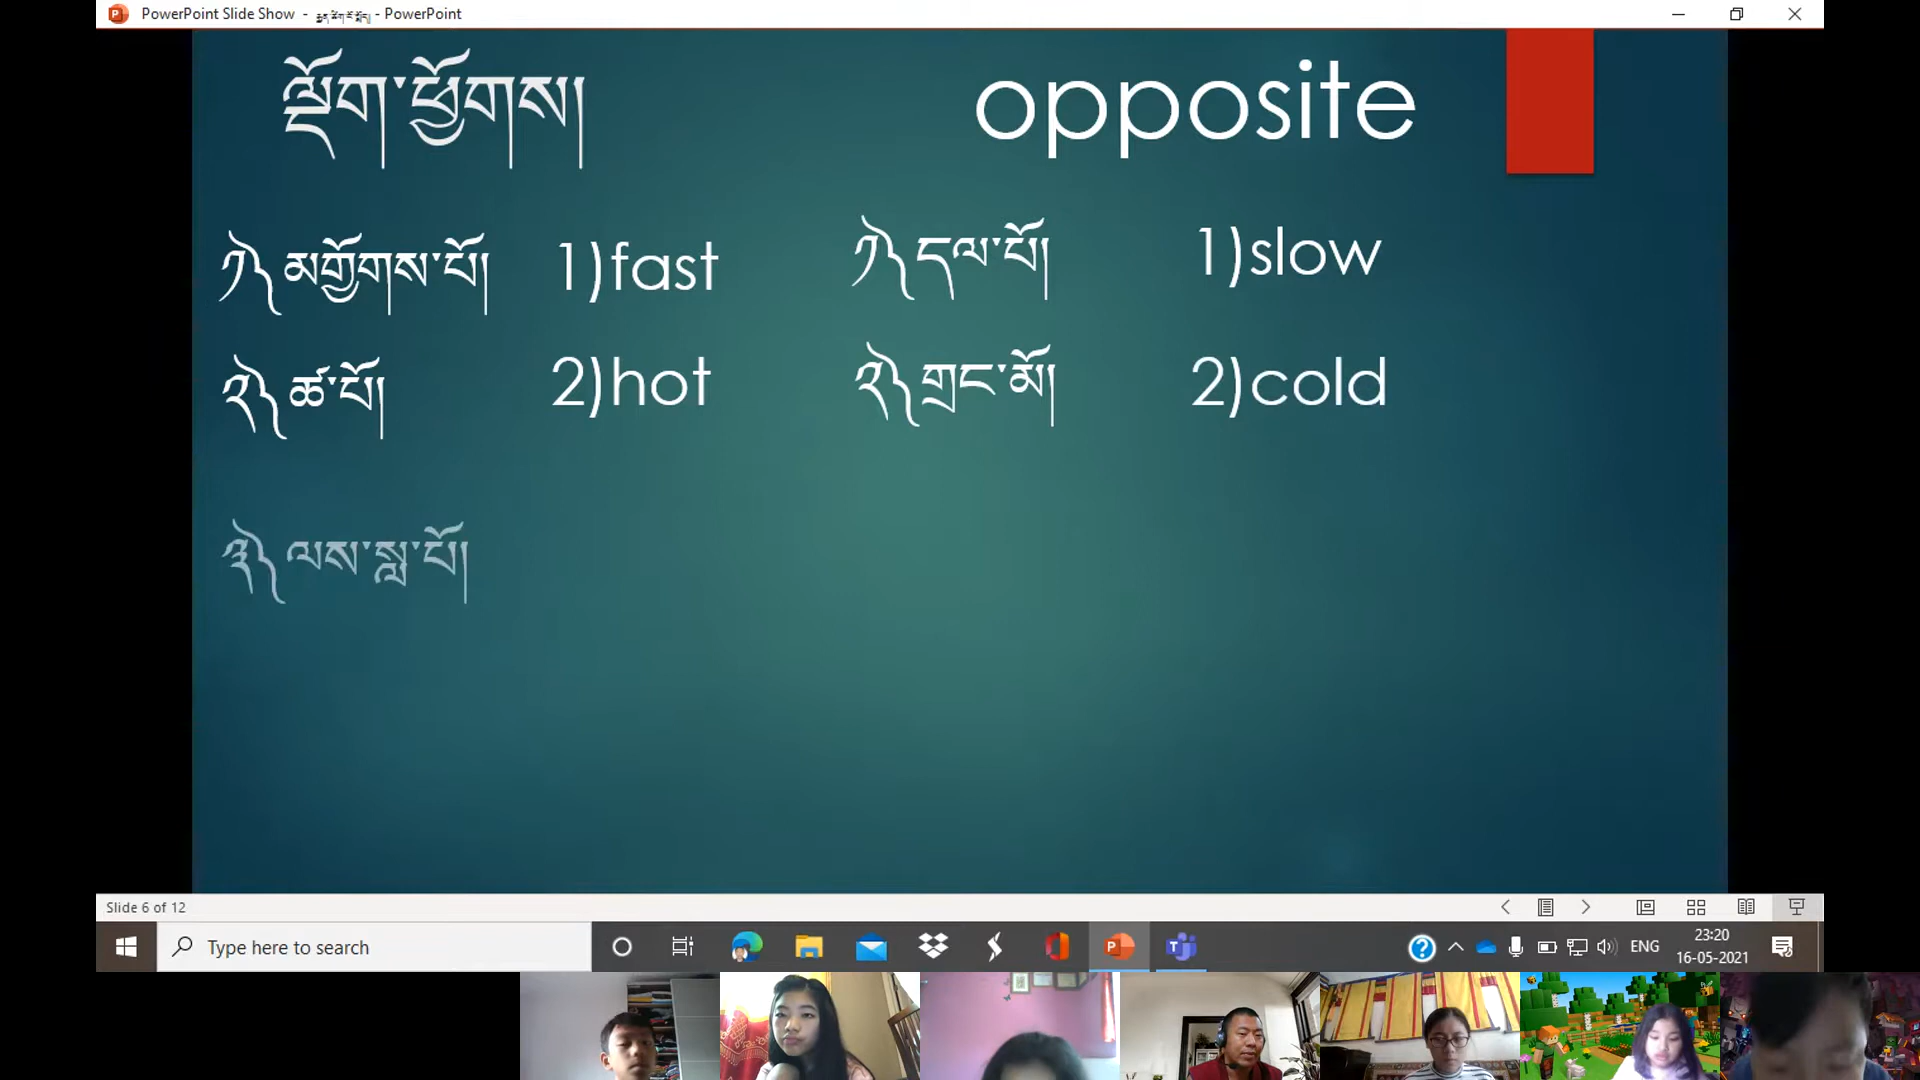 PowerPoint Slide Show - - PowerPoint
ལྡོག་ཕྱོགས། opposite
༡༽ མགྱོགས་པོ། 1)fast ༡༽ དལ་པོ། 1)slow
༢༽ ཚ་པོ། 2)hot ༢༽ གྲང་མོ། 2)cold
༣༽ ལས་སླ་པོ།
Slide 6 of 12
Type here to search
ENG
23:20
16-05-2021